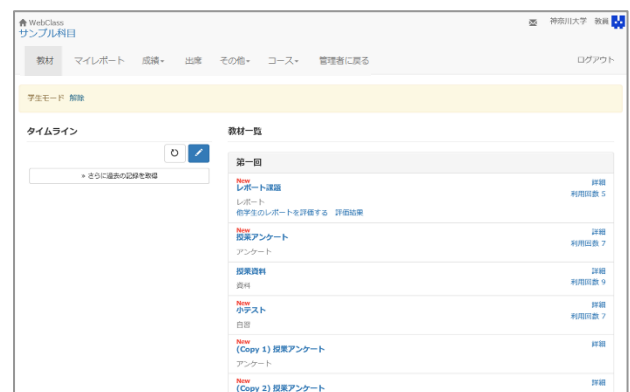 WebClass
神奈川大学 教員
サンプル科目
教材 マイレポート 成績 出席 その他 コース 管理者に戻る ログアウト
学生モード 解除
タイムライン
» さらに過去の記録を取得
教材一覧
第一回
New
レポート課題
詳細
利用回数 5
レポート
他学生のレポートを評価する 評価結果
New
授業アンケート
詳細
利用回数 7
アンケート
授業資料
詳細
利用回数 9
資料
New
小テスト
詳細
利用回数 7
自習
New
(Copy 1) 授業アンケート
詳細
アンケート
New
(Copy 2) 授業アンケート
詳細